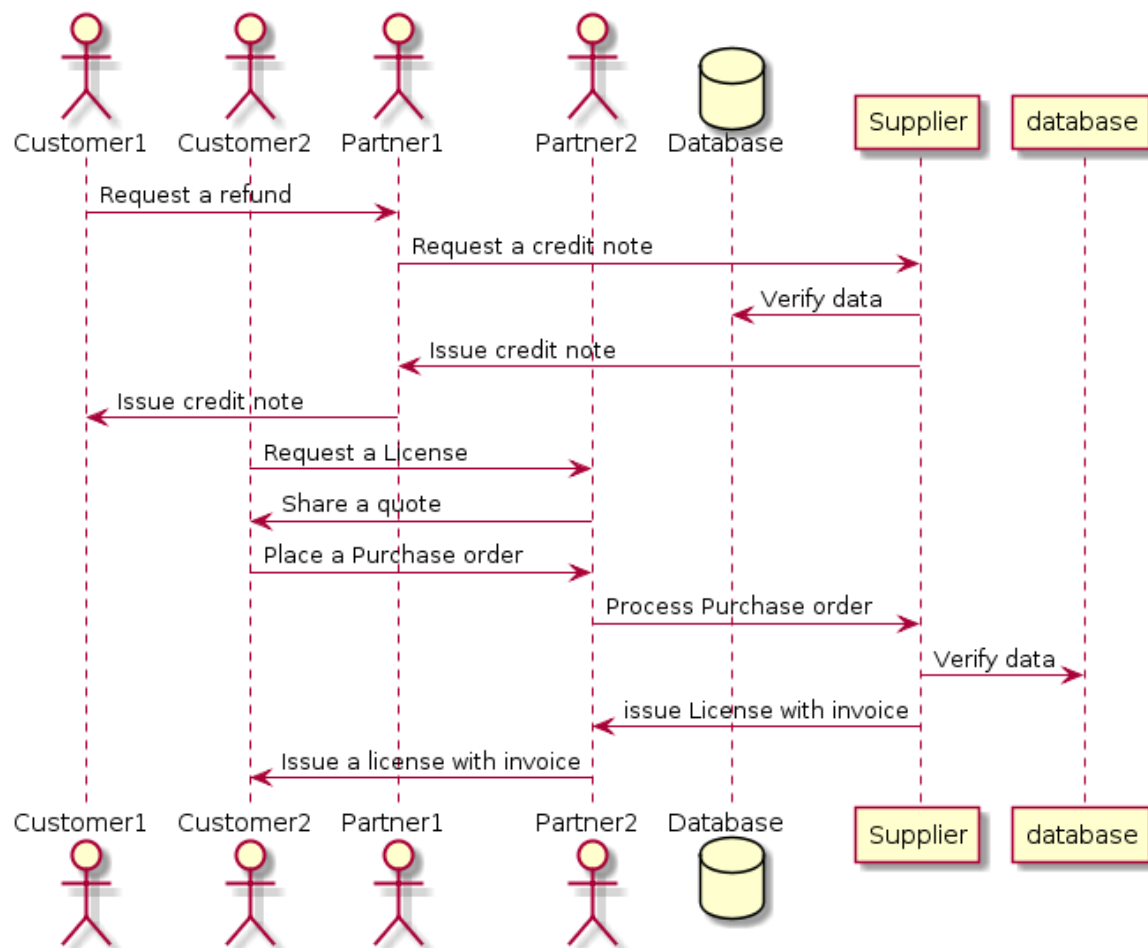 Customer1 Customer2 Partner1 Partner2 Database Supplier database
Request a refund
Request a credit note
Verify data
Issue credit note
Issue credit note
Request a License
Share a quote
Place a Purchase order
Process Purchase order
Verify data
issue License with invoice
Issue a license with invoice
Customer1 Customer2 Partner1 Partner2 Database Supplier database